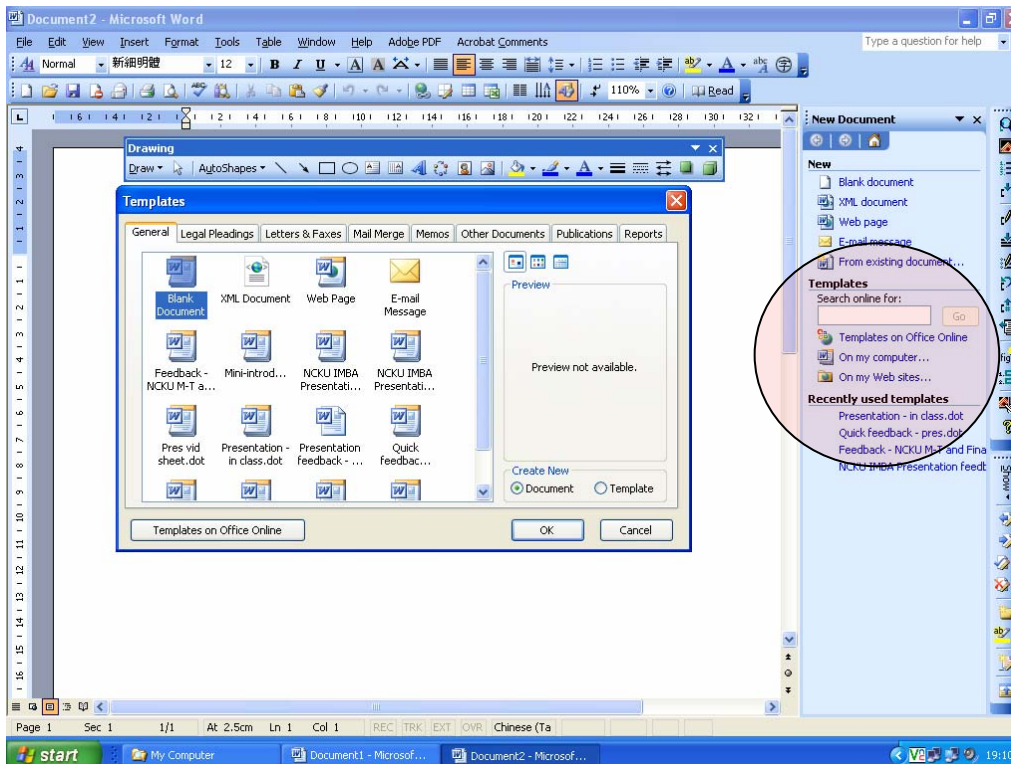 Document2 - Microsoft Word
File Edit View Insert Format Tools Table Window Help Adobe PDF Acrobat Comments Type a question for help
Normal 新細明體 12 B I U A A A abc
110% Read
Drawing
Draw AutoShapes
Templates
General Legal Pleadings Letters & Faxes Mail Merge Memos Other Documents Publications Reports
Blank Document
XML Document
Web Page
E-mail Message
Feedback - NCKU M-T a...
Mini-introd...
NCKU IMBA Presentati...
NCKU IMBA Presentati...
Pres vid sheet.dot
Presentation - in class.dot
Presentation feedback - ...
Quick feedbac...
Preview
Preview not available.
Create New
Document Template
Templates on Office Online OK Cancel
New Document
New
Blank document
XML document
Web page
E-mail message
From existing document...
Templates
Search online for:
Go
Templates on Office Online
On my computer...
On my Web sites...
Recently used templates
Presentation - in class.dot
Quick feedback - pres.dot
Feedback - NCKU M-T and Fina
NCKU IMBA Presentation feedb
Show
Page 1 Sec 1 1/1 At 2.5cm Ln 1 Col 1 REC TRK EXT OVR Chinese (Ta
start My Computer Document1 - Microsof... Document2 - Microsof... 19:10